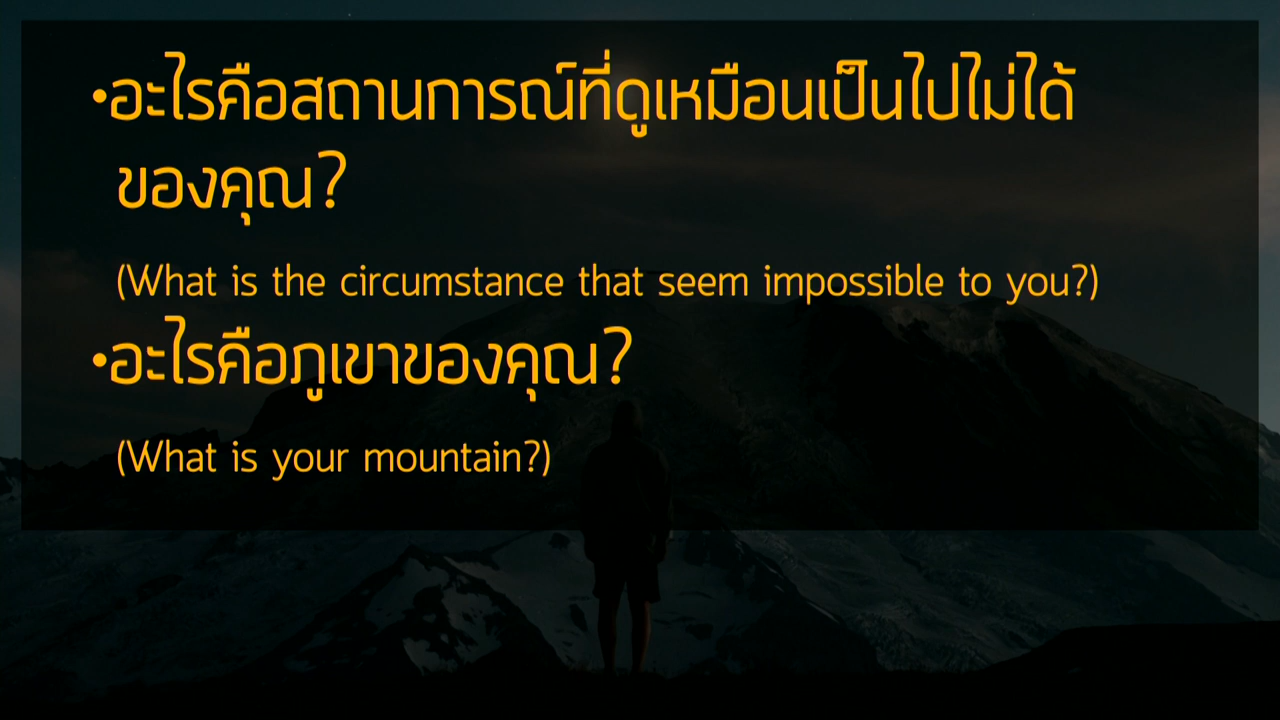 •อะไรคือสถานการณ์ที่ดูเหมือนเป็นไปไม่ได้
ของคุณ?
(What is the circumstance that seem impossible to you?)
•อะไรคือภูเขาของคุณ?
(What is your mountain?)